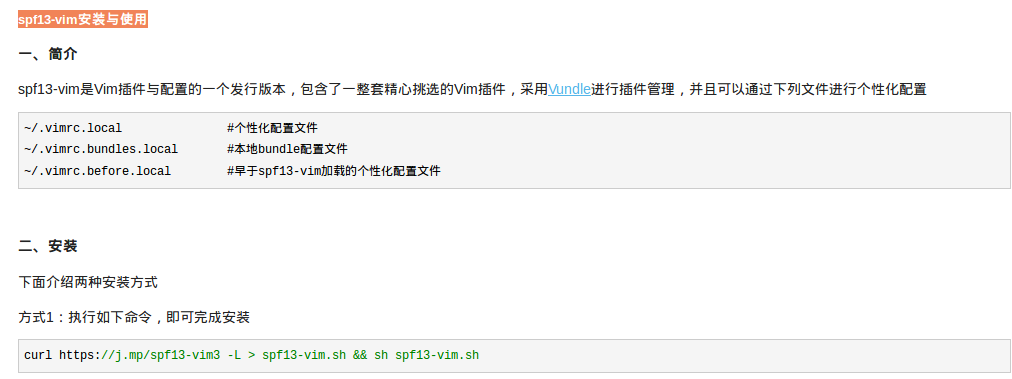 spf13-vim安装与使用
一、简介
spf13-vim是Vim插件与配置的一个发行版本，包含了一整套精心挑选的Vim插件，采用Vundle进行插件管理，并且可以通过下列文件进行个性化配置
~/.vimrc.local               #个性化配置文件
~/.vimrc.bundles.local       #本地bundle配置文件
~/.vimrc.before.local        #早于spf13-vim加载的个性化配置文件
二、安装
下面介绍两种安装方式
方式1：执行如下命令，即可完成安装
curl https://j.mp/spf13-vim3 -L > spf13-vim.sh && sh spf13-vim.sh